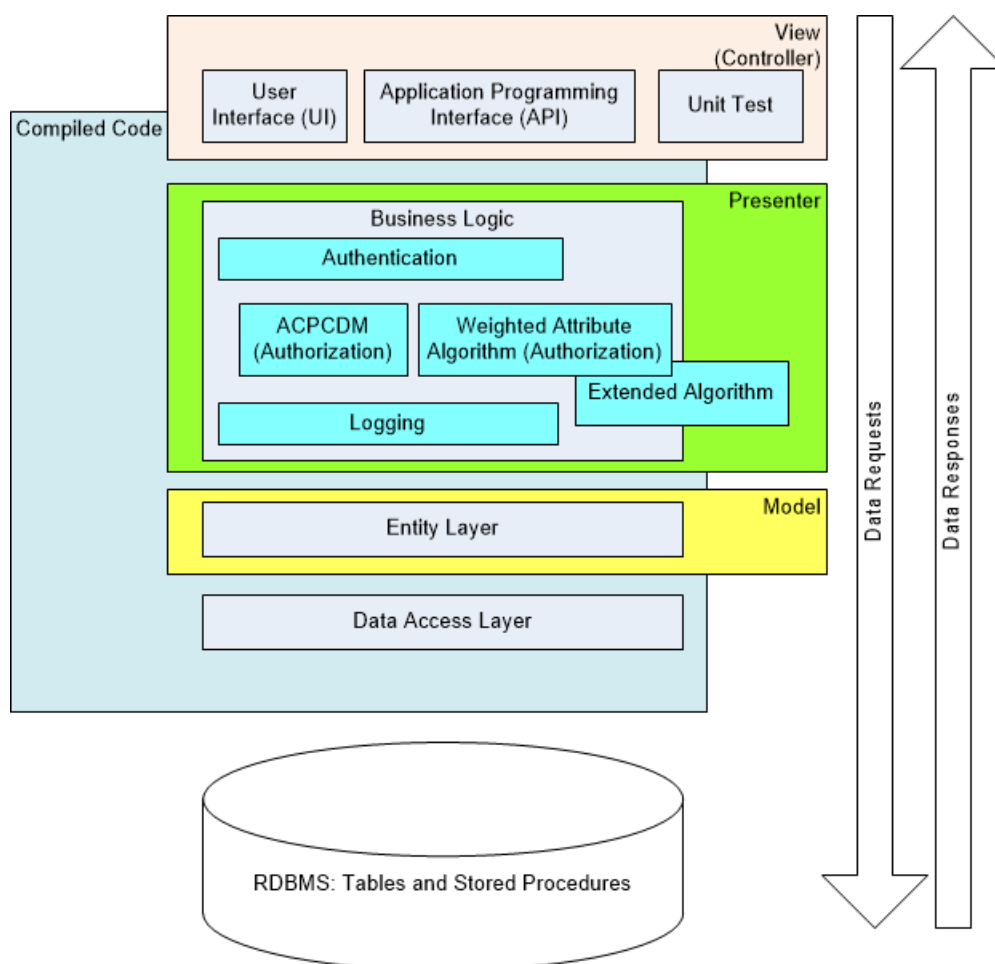 View
(Controller)
User
Interface (UI)
Application Programming
Interface (API)
Unit Test
Compiled Code
Presenter
Business Logic
Authentication
ACPCDM
(Authorization)
Weighted Attribute
Algorithm (Authorization)
Extended Algorithm
Logging
Model
Entity Layer
Data Access Layer
RDBMS: Tables and Stored Procedures
Data Requests
Data Responses